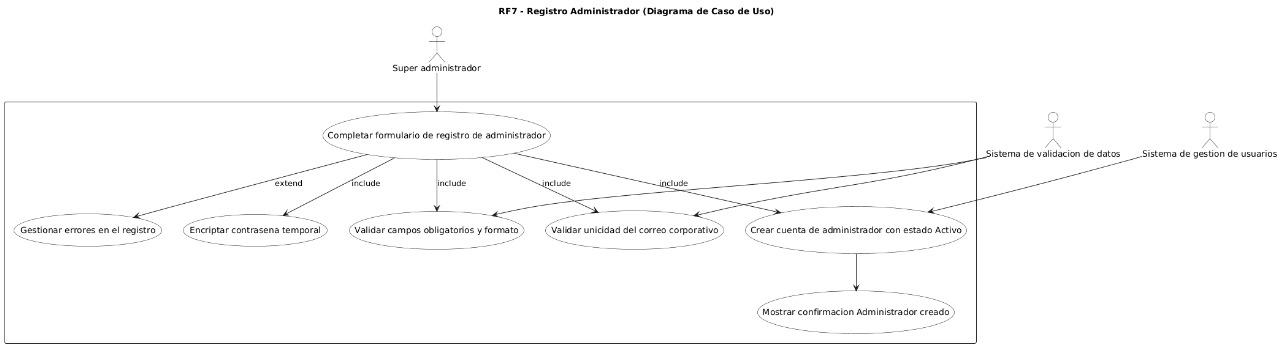 RF7 - Registro Administrador (Diagrama de Caso de Uso)
Super administrador
Completar formulario de registro de administrador
Sistema de validacion de datos
Sistema de gestion de usuarios
extend
include
include
include
include
Gestionar errores en el registro
Encriptar contrasena temporal
Validar campos obligatorios y formato
Validar unicidad del correo corporativo
Crear cuenta de administrador con estado Activo
Mostrar confirmacion Administrador creado